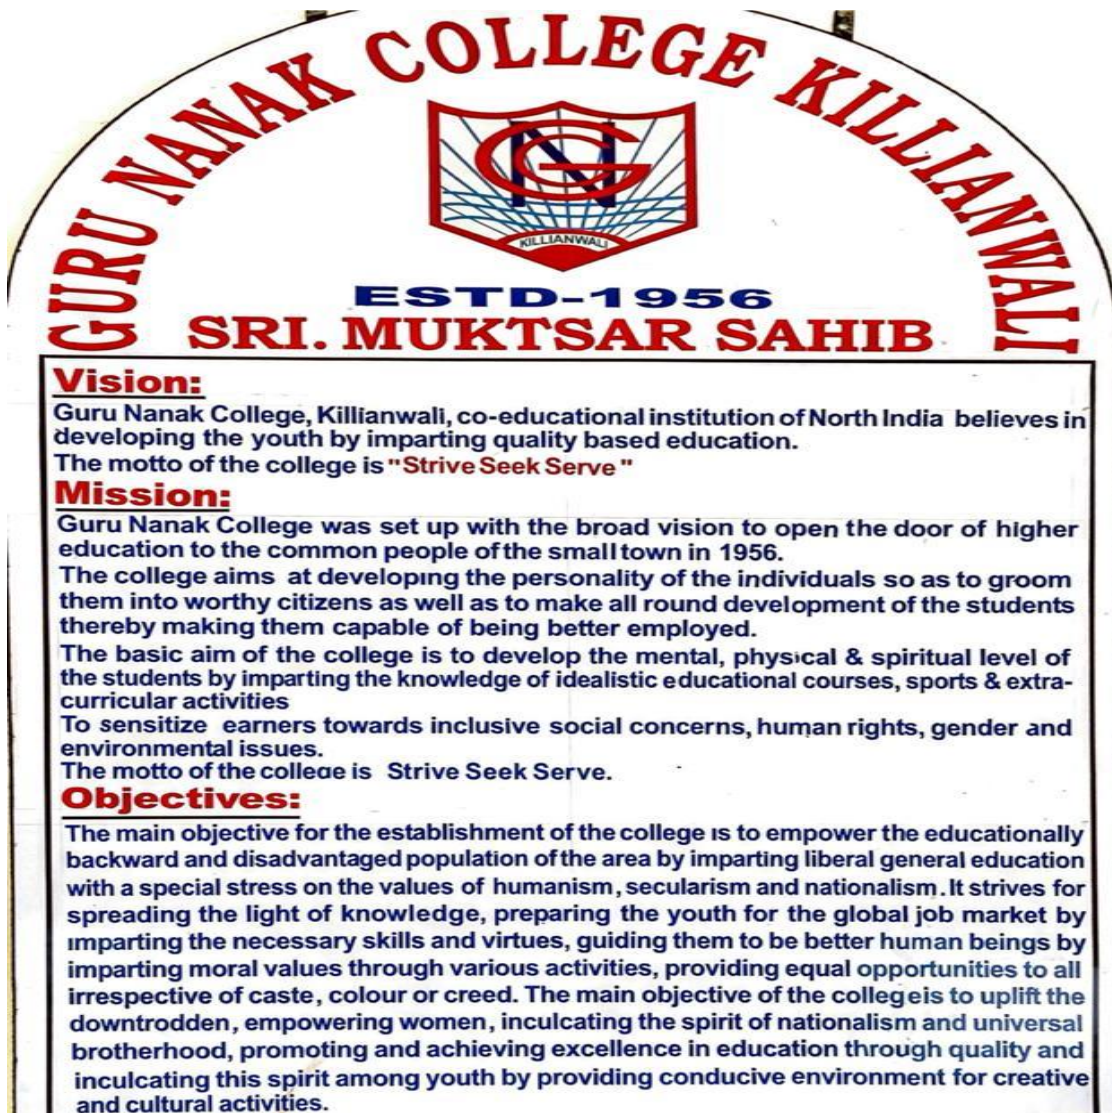 GURU NANAK COLLEGE KILLIANWALI
GNC
KILLIANWALI
ESTD-1956
SRI. MUKTSAR SAHIB
Vision:
Guru Nanak College, Killianwali, co-educational institution of North India believes in
developing the youth by imparting quality based education.
The motto of the college is "Strive Seek Serve "
Mission:
Guru Nanak College was set up with the broad vision to open the door of higher
education to the common people of the small town in 1956.
The college aims at developing the personality of the individuals so as to groom
them into worthy citizens as well as to make all round development of the students
thereby making them capable of being better employed.
The basic aim of the college is to develop the mental, physical & spiritual level of
the students by imparting the knowledge of idealistic educational courses, sports & extra-
curricular activities
To sensitize earners towards inclusive social concerns, human rights, gender and
environmental issues.
The motto of the college is Strive Seek Serve.
Objectives:
The main objective for the establishment of the college is to empower the educationally
backward and disadvantaged population of the area by imparting liberal general education
with a special stress on the values of humanism, secularism and nationalism. It strives for
spreading the light of knowledge, preparing the youth for the global job market by
imparting the necessary skills and virtues, guiding them to be better human beings by
imparting moral values through various activities, providing equal opportunities to all
irrespective of caste, colour or creed. The main objective of the college is to uplift the
downtrodden, empowering women, inculcating the spirit of nationalism and universal
brotherhood, promoting and achieving excellence in education through quality and
inculcating this spirit among youth by providing conducive environment for creative
and cultural activities.